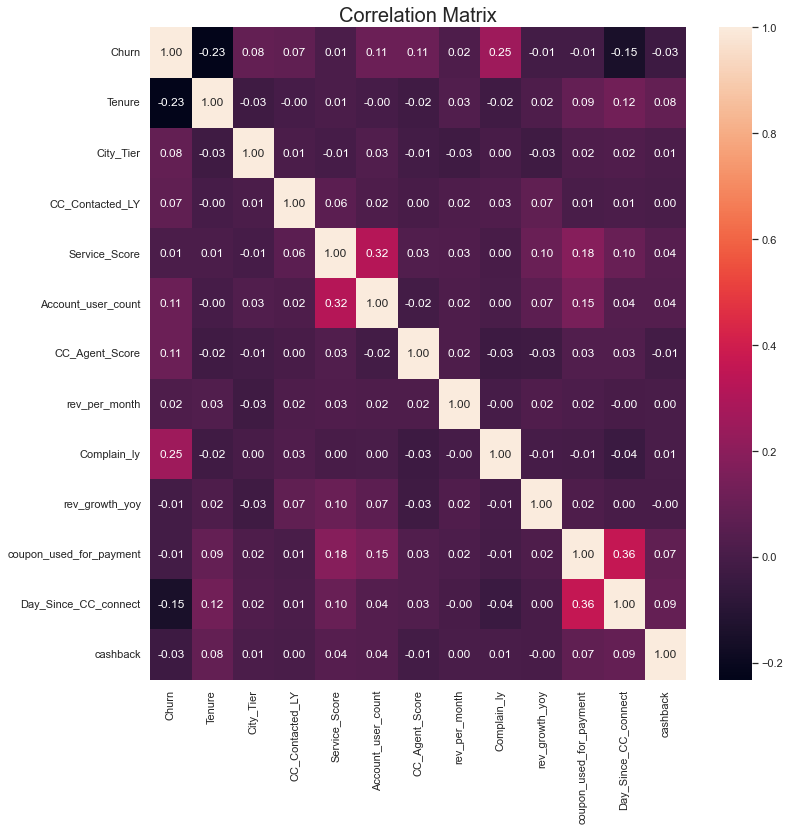 Correlation Matrix
Churn 1.00 -0.23 0.08 0.07 0.01 0.11 0.11 0.02 0.25 -0.01 -0.01 -0.15 -0.03
Tenure -0.23 1.00 -0.03 -0.00 0.01 -0.00 -0.02 0.03 -0.02 0.02 0.09 0.12 0.08
City_Tier 0.08 -0.03 1.00 0.01 -0.01 0.03 -0.01 -0.03 0.00 -0.03 0.02 0.02 0.01
CC_Contacted_LY 0.07 -0.00 0.01 1.00 0.06 0.02 0.00 0.02 0.03 0.07 0.01 0.01 0.00
Service_Score 0.01 0.01 -0.01 0.06 1.00 0.32 0.03 0.03 0.00 0.10 0.18 0.10 0.04
Account_user_count 0.11 -0.00 0.03 0.02 0.32 1.00 -0.02 0.02 0.00 0.07 0.15 0.04 0.04
CC_Agent_Score 0.11 -0.02 -0.01 0.00 0.03 -0.02 1.00 0.02 -0.03 -0.03 0.03 0.03 -0.01
rev_per_month 0.02 0.03 -0.03 0.02 0.03 0.02 0.02 1.00 -0.00 0.02 0.02 -0.00 0.00
Complain_ly 0.25 -0.02 0.00 0.03 0.00 0.00 -0.03 -0.00 1.00 -0.01 -0.01 -0.04 0.01
rev_growth_yoy -0.01 0.02 -0.03 0.07 0.10 0.07 -0.03 0.02 -0.01 1.00 0.02 0.00 -0.00
coupon_used_for_payment -0.01 0.09 0.02 0.01 0.18 0.15 0.03 0.02 -0.01 0.02 1.00 0.36 0.07
Day_Since_CC_connect -0.15 0.12 0.02 0.01 0.10 0.04 0.03 -0.00 -0.04 0.00 0.36 1.00 0.09
cashback -0.03 0.08 0.01 0.00 0.04 0.04 -0.01 0.00 0.01 -0.00 0.07 0.09 1.00
Churn
Tenure
City_Tier
CC_Contacted_LY
Service_Score
Account_user_count
CC_Agent_Score
rev_per_month
Complain_ly
rev_growth_yoy
coupon_used_for_payment
Day_Since_CC_connect
cashback
1.0
0.8
0.6
0.4
0.2
0.0
−0.2